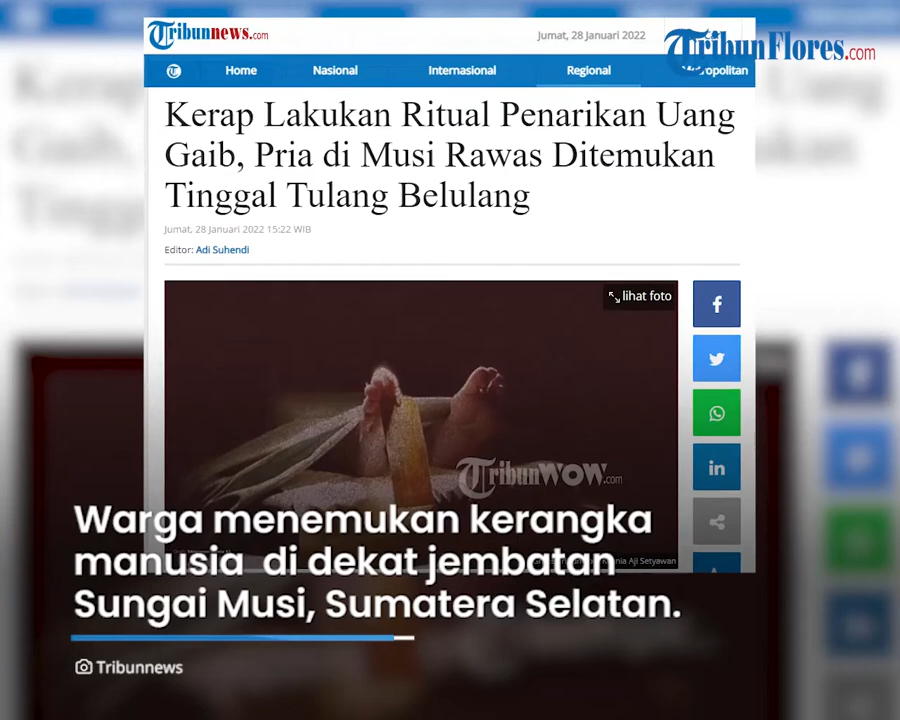 Tribunnews.com
Jumat, 28 Januari 2022
TribunFlores.com
Home Nasional Internasional Regional
Kerap Lakukan Ritual Penarikan Uang
Gaib, Pria di Musi Rawas Ditemukan
Tinggal Tulang Belulang
Jumat, 28 Januari 2022 15:22 WIB
Editor: Adi Suhendi
lihat foto
TribunWOW.com
Aji Setyawan
Warga menemukan kerangka
manusia di dekat jembatan
Sungai Musi, Sumatera Selatan.
Tribunnews